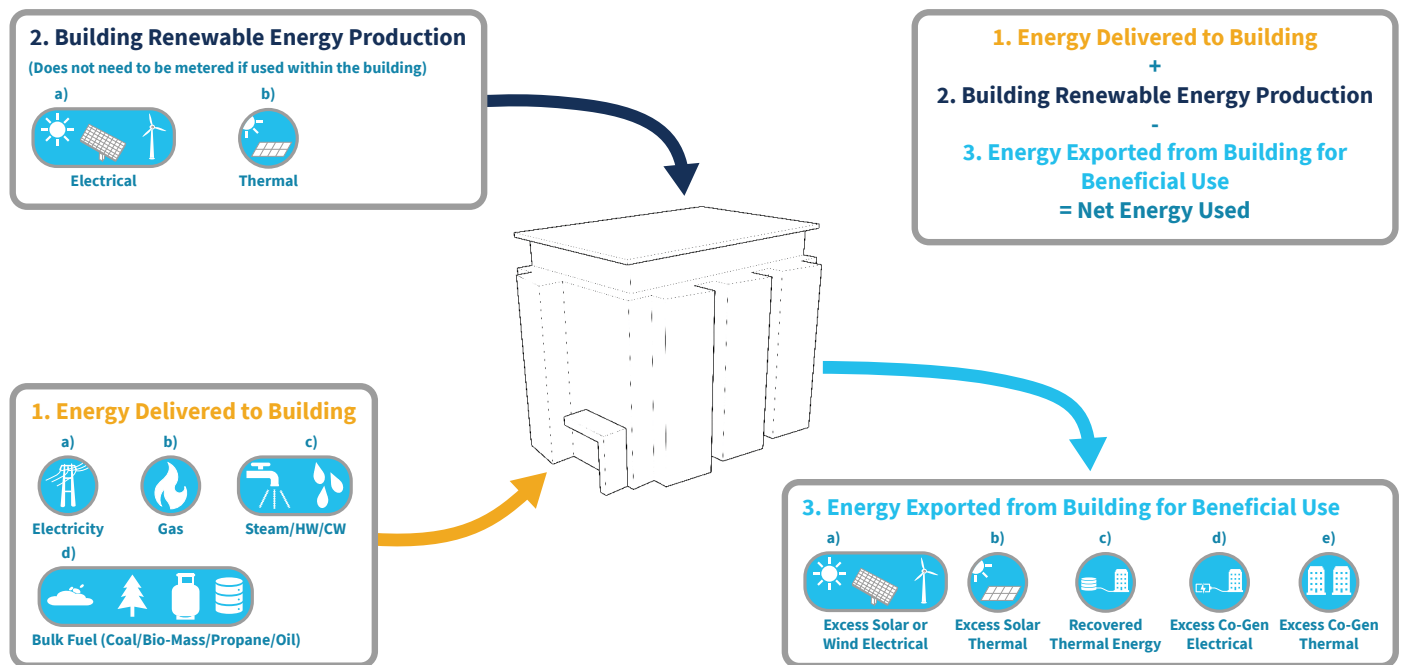 2. Building Renewable Energy Production
(Does not need to be metered if used within the building)
a)
b)
Electrical
Thermal
1. Energy Delivered to Building
+
2. Building Renewable Energy Production
-
3. Energy Exported from Building for
Beneficial Use
= Net Energy Used
1. Energy Delivered to Building
a)
b)
c)
Electricity
Gas
Steam/HW/CW
d)
Bulk Fuel (Coal/Bio-Mass/Propane/Oil)
3. Energy Exported from Building for Beneficial Use
a)
b)
c)
d)
e)
Excess Solar or
Wind Electrical
Excess Solar
Thermal
Recovered
Thermal Energy
Excess Co-Gen
Electrical
Excess Co-Gen
Thermal